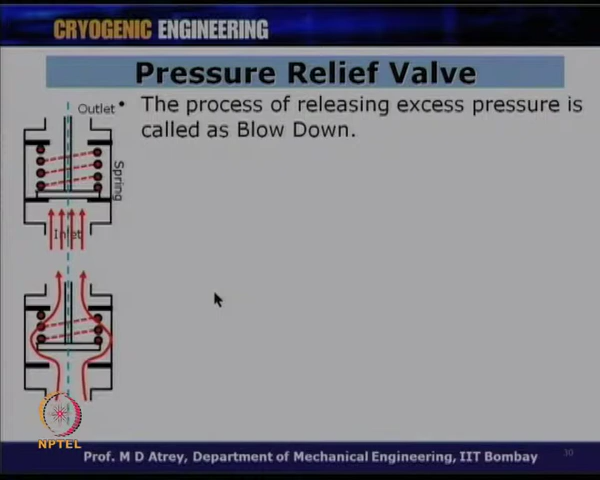 CRYOGENIC ENGINEERING
Pressure Relief Valve
Outlet
• The process of releasing excess pressure is
called as Blow Down.
Spring
Inlet
NPTEL
Prof. M D Atrey, Department of Mechanical Engineering, IIT Bombay
30